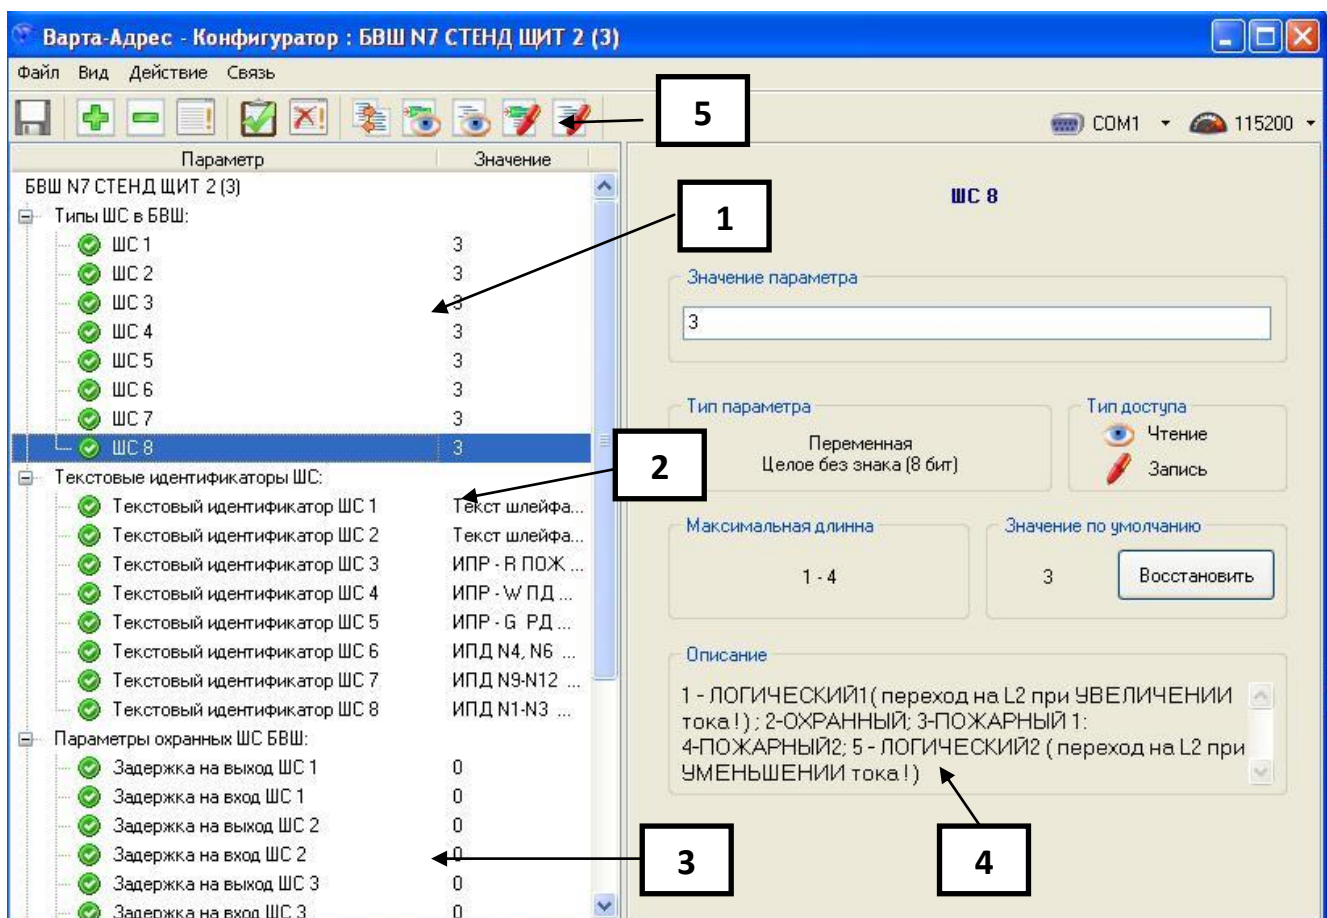 Варта-Адрес - Конфигуратор : БВШ N7 СТЕНД ЩИТ 2 (3)
Файл Вид Действие Связь
5
COM1 115200
Параметр Значение
БВШ N7 СТЕНД ЩИТ 2 (3)
Типы ШС в БВШ:
ШС 1 3
ШС 2 3
ШС 3 3
ШС 4 3
ШС 5 3
ШС 6 3
ШС 7 3
ШС 8 3
Текстовые идентификаторы ШС:
Текстовый идентификатор ШС 1 Текст шлейфа...
Текстовый идентификатор ШС 2 Текст шлейфа...
Текстовый идентификатор ШС 3 ИПР - R ПОЖ ...
Текстовый идентификатор ШС 4 ИПР - W ПД ...
Текстовый идентификатор ШС 5 ИПР - G РД ...
Текстовый идентификатор ШС 6 ИПД N4, N6 ...
Текстовый идентификатор ШС 7 ИПД N9-N12 ...
Текстовый идентификатор ШС 8 ИПД N1-N3 ...
Параметры охранных ШС БВШ:
Задержка на выход ШС 1 0
Задержка на вход ШС 1 0
Задержка на выход ШС 2 0
Задержка на вход ШС 2 0
Задержка на выход ШС 3 0
Задержка на вход ШС 3 0
1
2
3
ШС 8
Значение параметра
3
Тип параметра
Переменная
Целое без знака (8 бит)
Тип доступа
Чтение
Запись
Максимальная длинна
1 - 4
Значение по умолчанию
3 Восстановить
Описание
1 - ЛОГИЧЕСКИЙ1( переход на L2 при УВЕЛИЧЕНИИ
тока!) ; 2-ОХРАННЫЙ; 3-ПОЖАРНЫЙ 1:
4-ПОЖАРНЫЙ2; 5 - ЛОГИЧЕСКИЙ2 ( переход на L2 при
УМЕНЬШЕНИИ тока!)
4